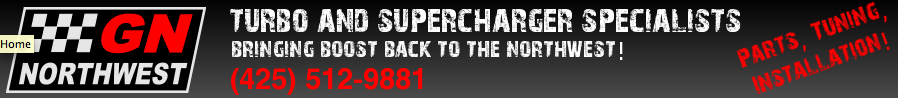 Home
GN
NORTHWEST
TURBO AND SUPERCHARGER SPECIALISTS
BRINGING BOOST BACK TO THE NORTHWEST!
(425) 512-9881
PARTS, TUNING,
INSTALLATION!